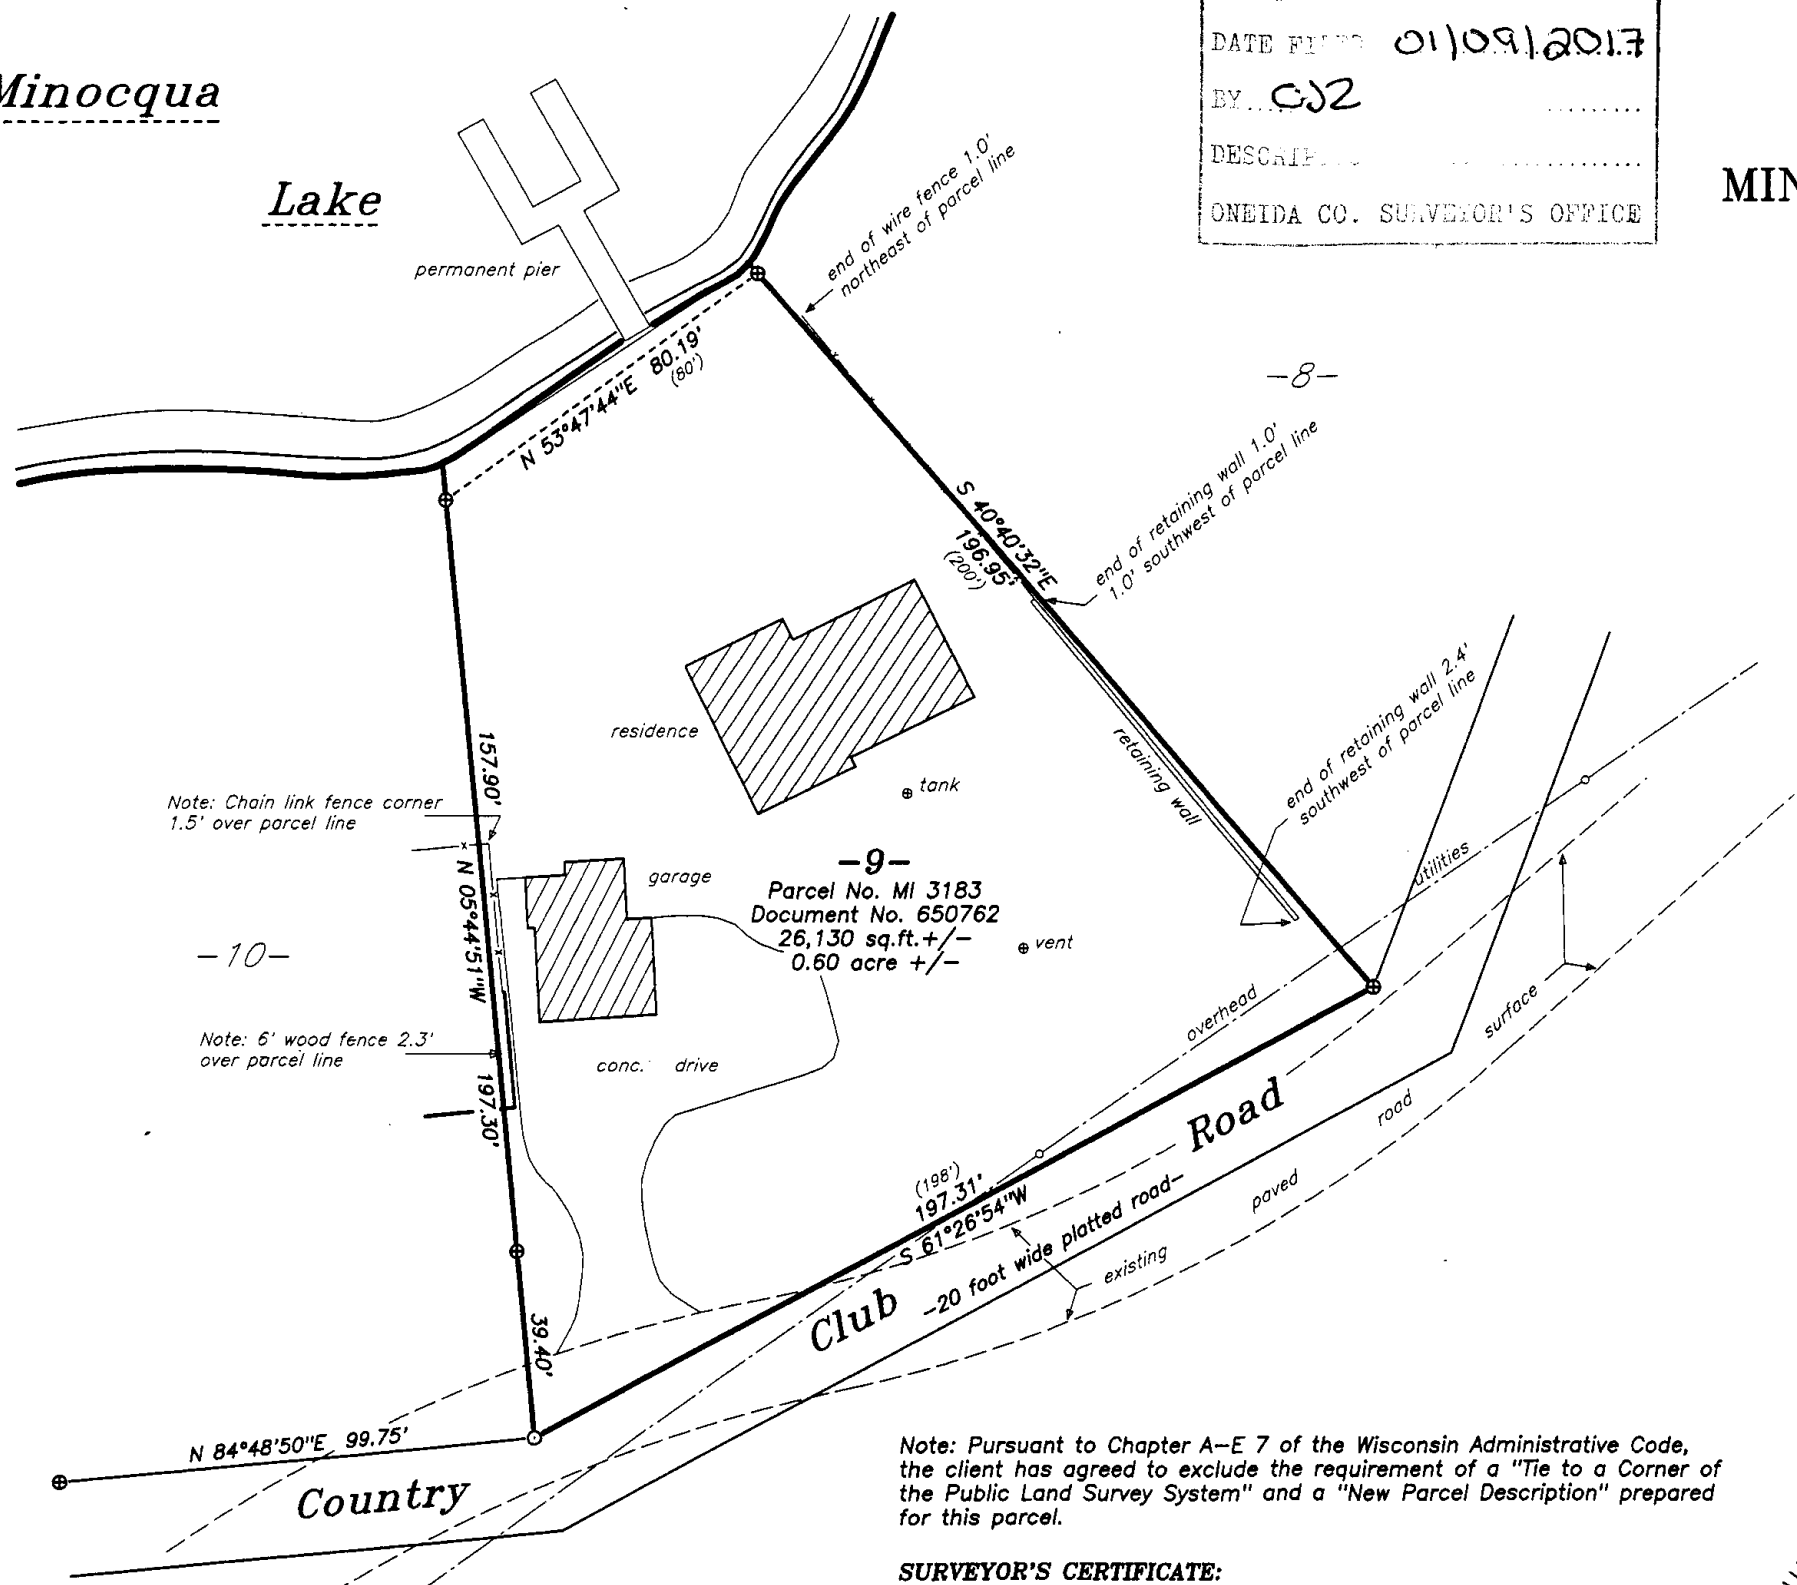 Minocqua
Lake
DATE FILED 01/09/2017
BY
DESCRIP
ONEIDA CO. SURVEYOR'S OFFICE
permanent pier
end of wire fence 1.0'
northeast of parcel line
N 53°47'44"E 80.19'
(80')
-8-
S 40°40'32"E
196.95'
(200')
end of retaining wall 1.0'
1.0' southwest of parcel line
retaining wall
end of retaining wall 2.4'
southwest of parcel line
residence
tank
157.90'
Note: Chain link fence corner
1.5' over parcel line
N 05°44'51"W
garage
-9-
Parcel No. MI 3183
Document No. 650762
26,130 sq.ft.+/-
0.60 acre +/-
vent
-10-
Note: 6' wood fence 2.3'
over parcel line
197.30'
conc. drive
overhead
utilities
surface
road
paved
existing
(198')
197.31'
S 61°26'54"W
-20 foot wide platted road-
39.40'
N 84°48'50"E 99.75'
Country Club Road
Note: Pursuant to Chapter A-E 7 of the Wisconsin Administrative Code,
the client has agreed to exclude the requirement of a "Tie to a Corner of
the Public Land Survey System" and a "New Parcel Description" prepared
for this parcel.
SURVEYOR'S CERTIFICATE: